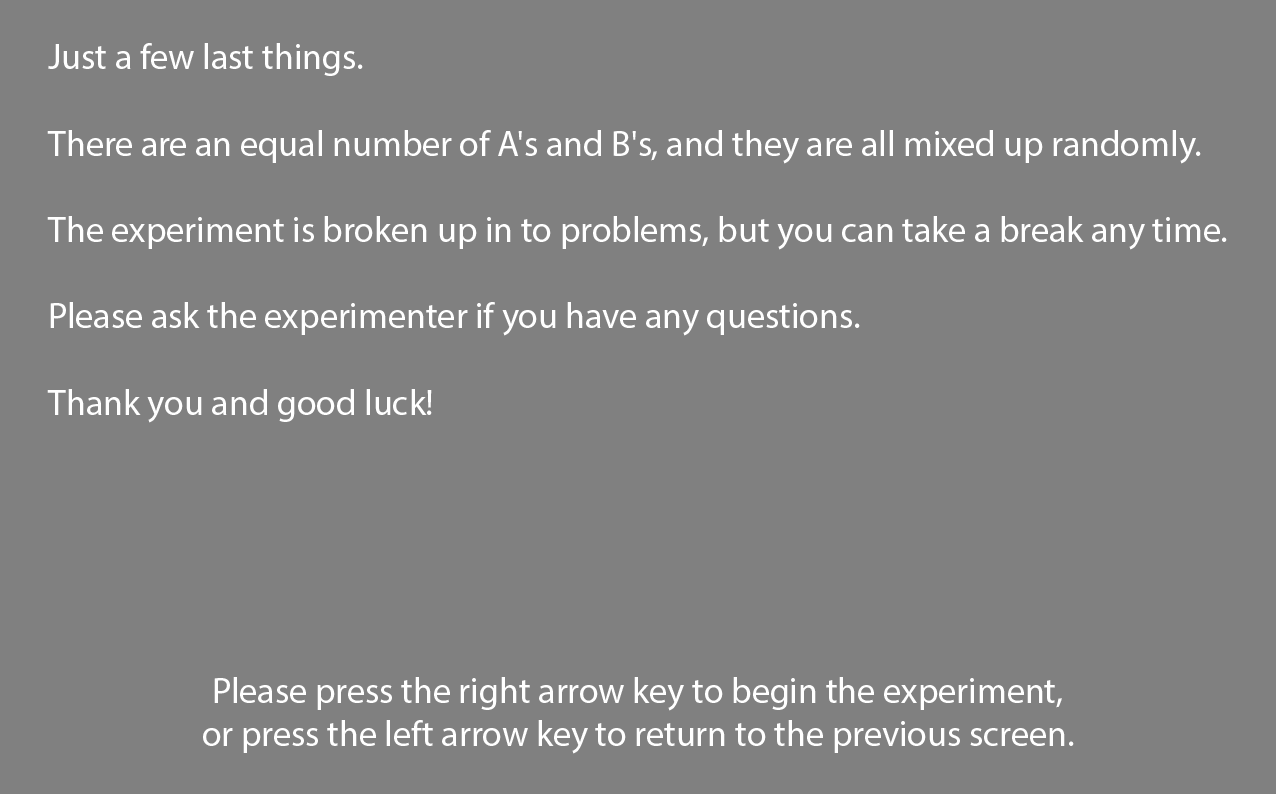 Just a few last things.
There are an equal number of A's and B's, and they are all mixed up randomly.
The experiment is broken up in to problems, but you can take a break any time.
Please ask the experimenter if you have any questions.
Thank you and good luck!
Please press the right arrow key to begin the experiment,
or press the left arrow key to return to the previous screen.